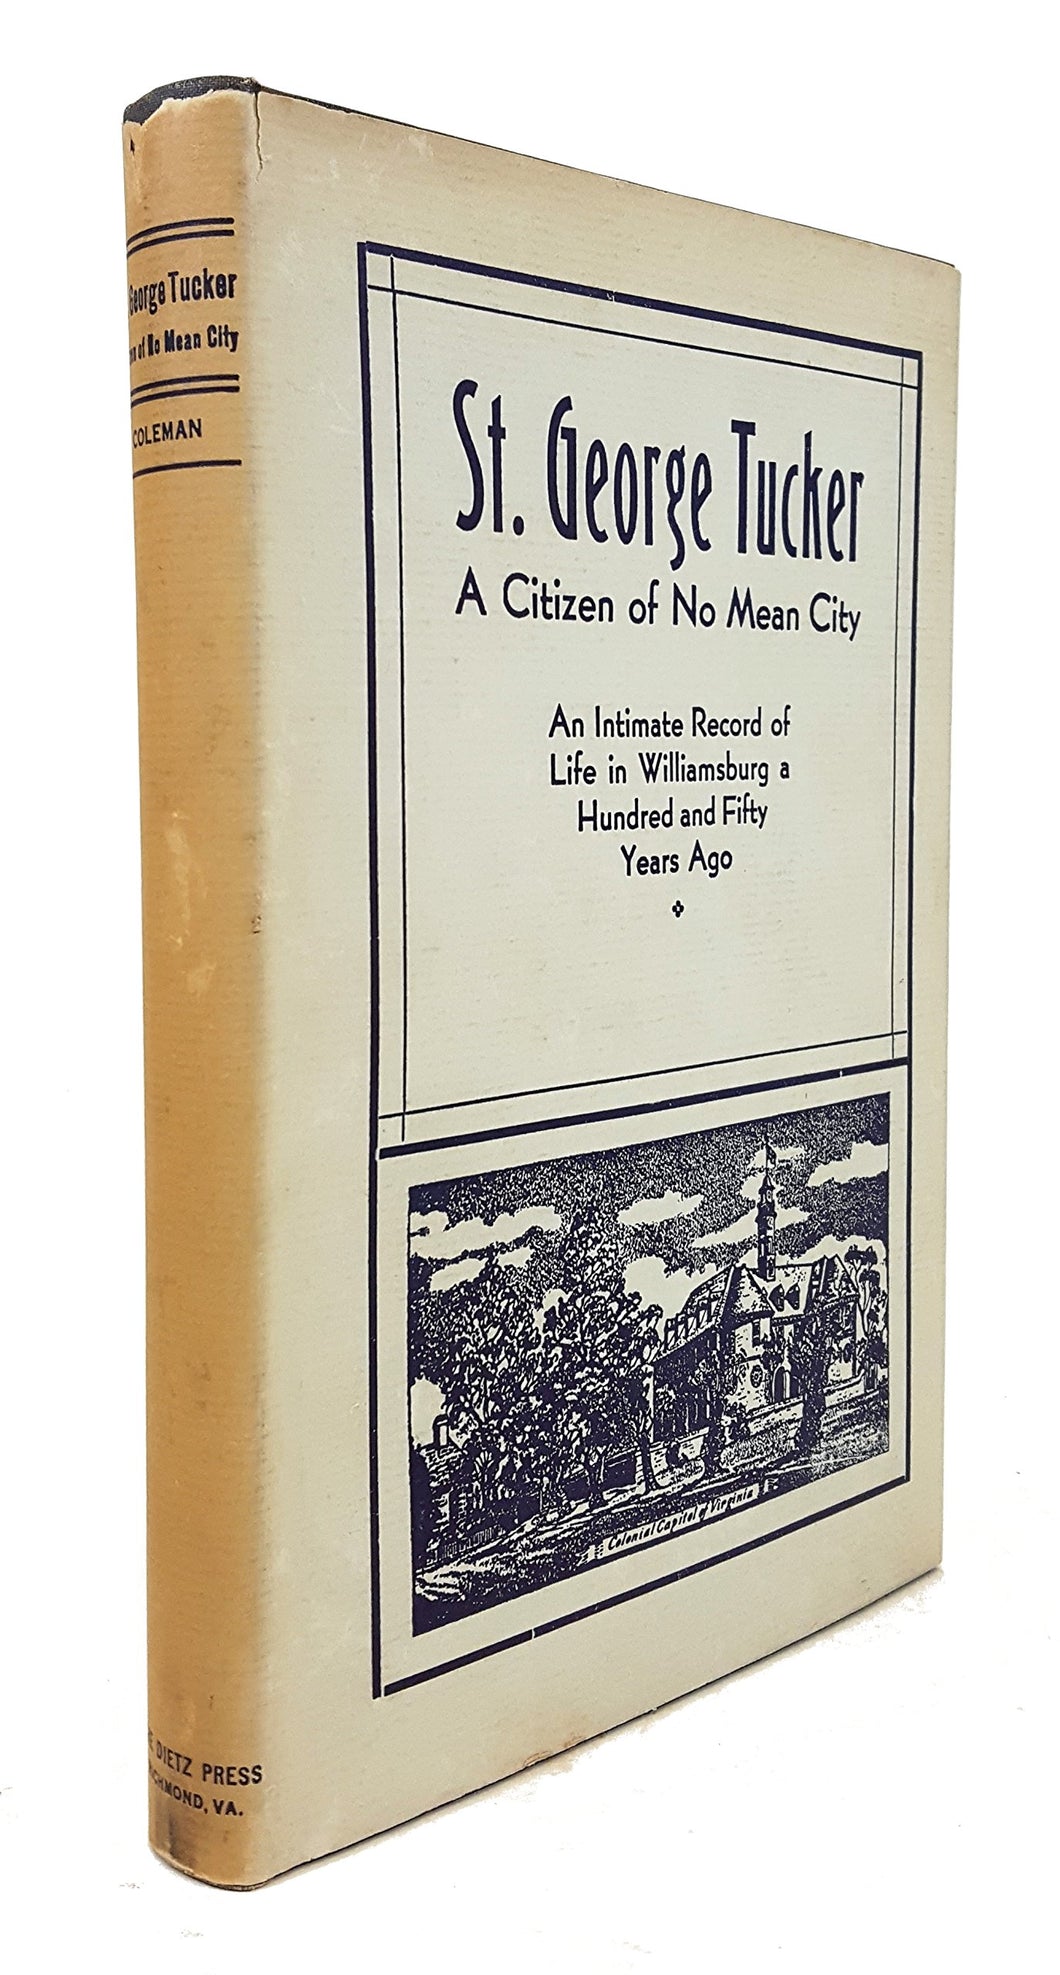 George Tucker
of No Mean City
COLEMAN
DIETZ PRESS
RICHMOND, VA.
St. George Tucker
A Citizen of No Mean City
An Intimate Record of
Life in Williamsburg a
Hundred and Fifty
Years Ago
Colonial Capitol of Virginia